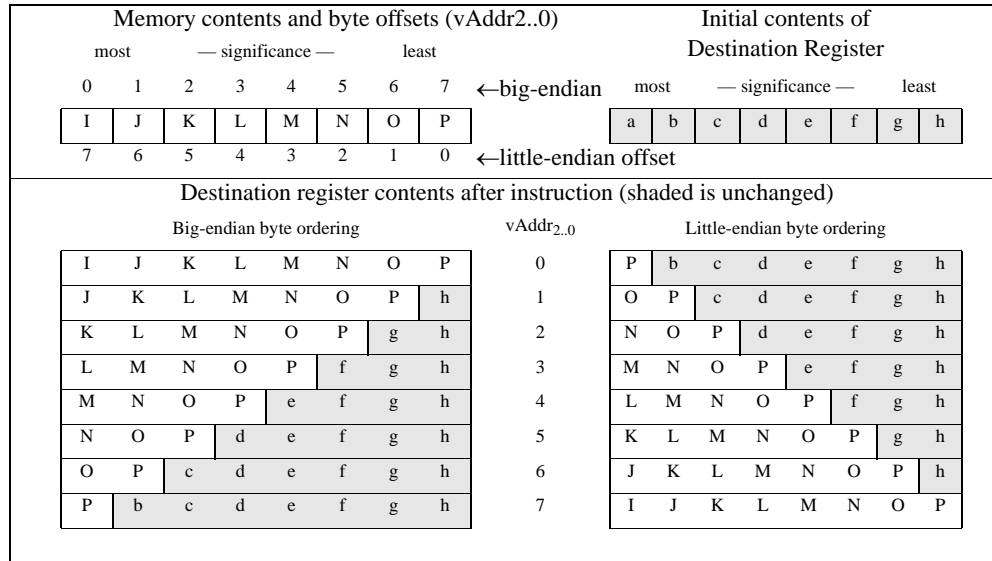 Memory contents and byte offsets (vAddr2..0) Initial contents of
Destination Register
most — significance — least
0 1 2 3 4 5 6 7 ←big-endian most — significance — least
I J K L M N O P a b c d e f g h
7 6 5 4 3 2 1 0 ←little-endian offset
Destination register contents after instruction (shaded is unchanged)
Big-endian byte ordering vAddr2..0 Little-endian byte ordering
I J K L M N O P 0 P b c d e f g h
J K L M N O P h 1 O P c d e f g h
K L M N O P g h 2 N O P d e f g h
L M N O P f g h 3 M N O P e f g h
M N O P e f g h 4 L M N O P f g h
N O P d e f g h 5 K L M N O P g h
O P c d e f g h 6 J K L M N O P h
P b c d e f g h 7 I J K L M N O P